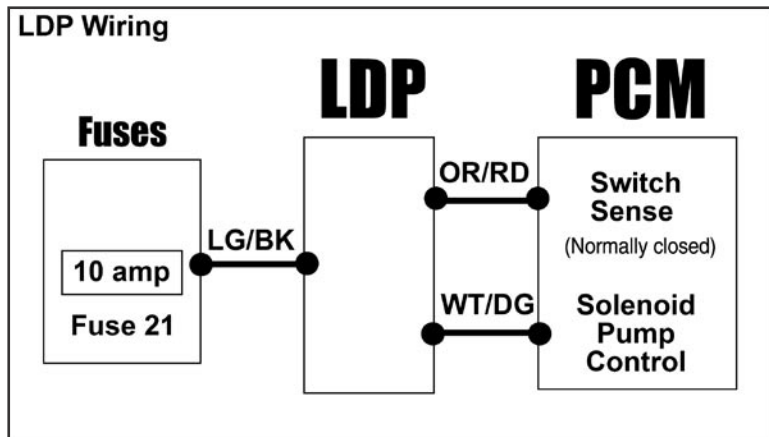 LDP Wiring
Fuses
10 amp
Fuse 21
LG/BK
LDP
OR/RD
WT/DG
PCM
Switch
Sense
(Normally closed)
Solenoid
Pump
Control